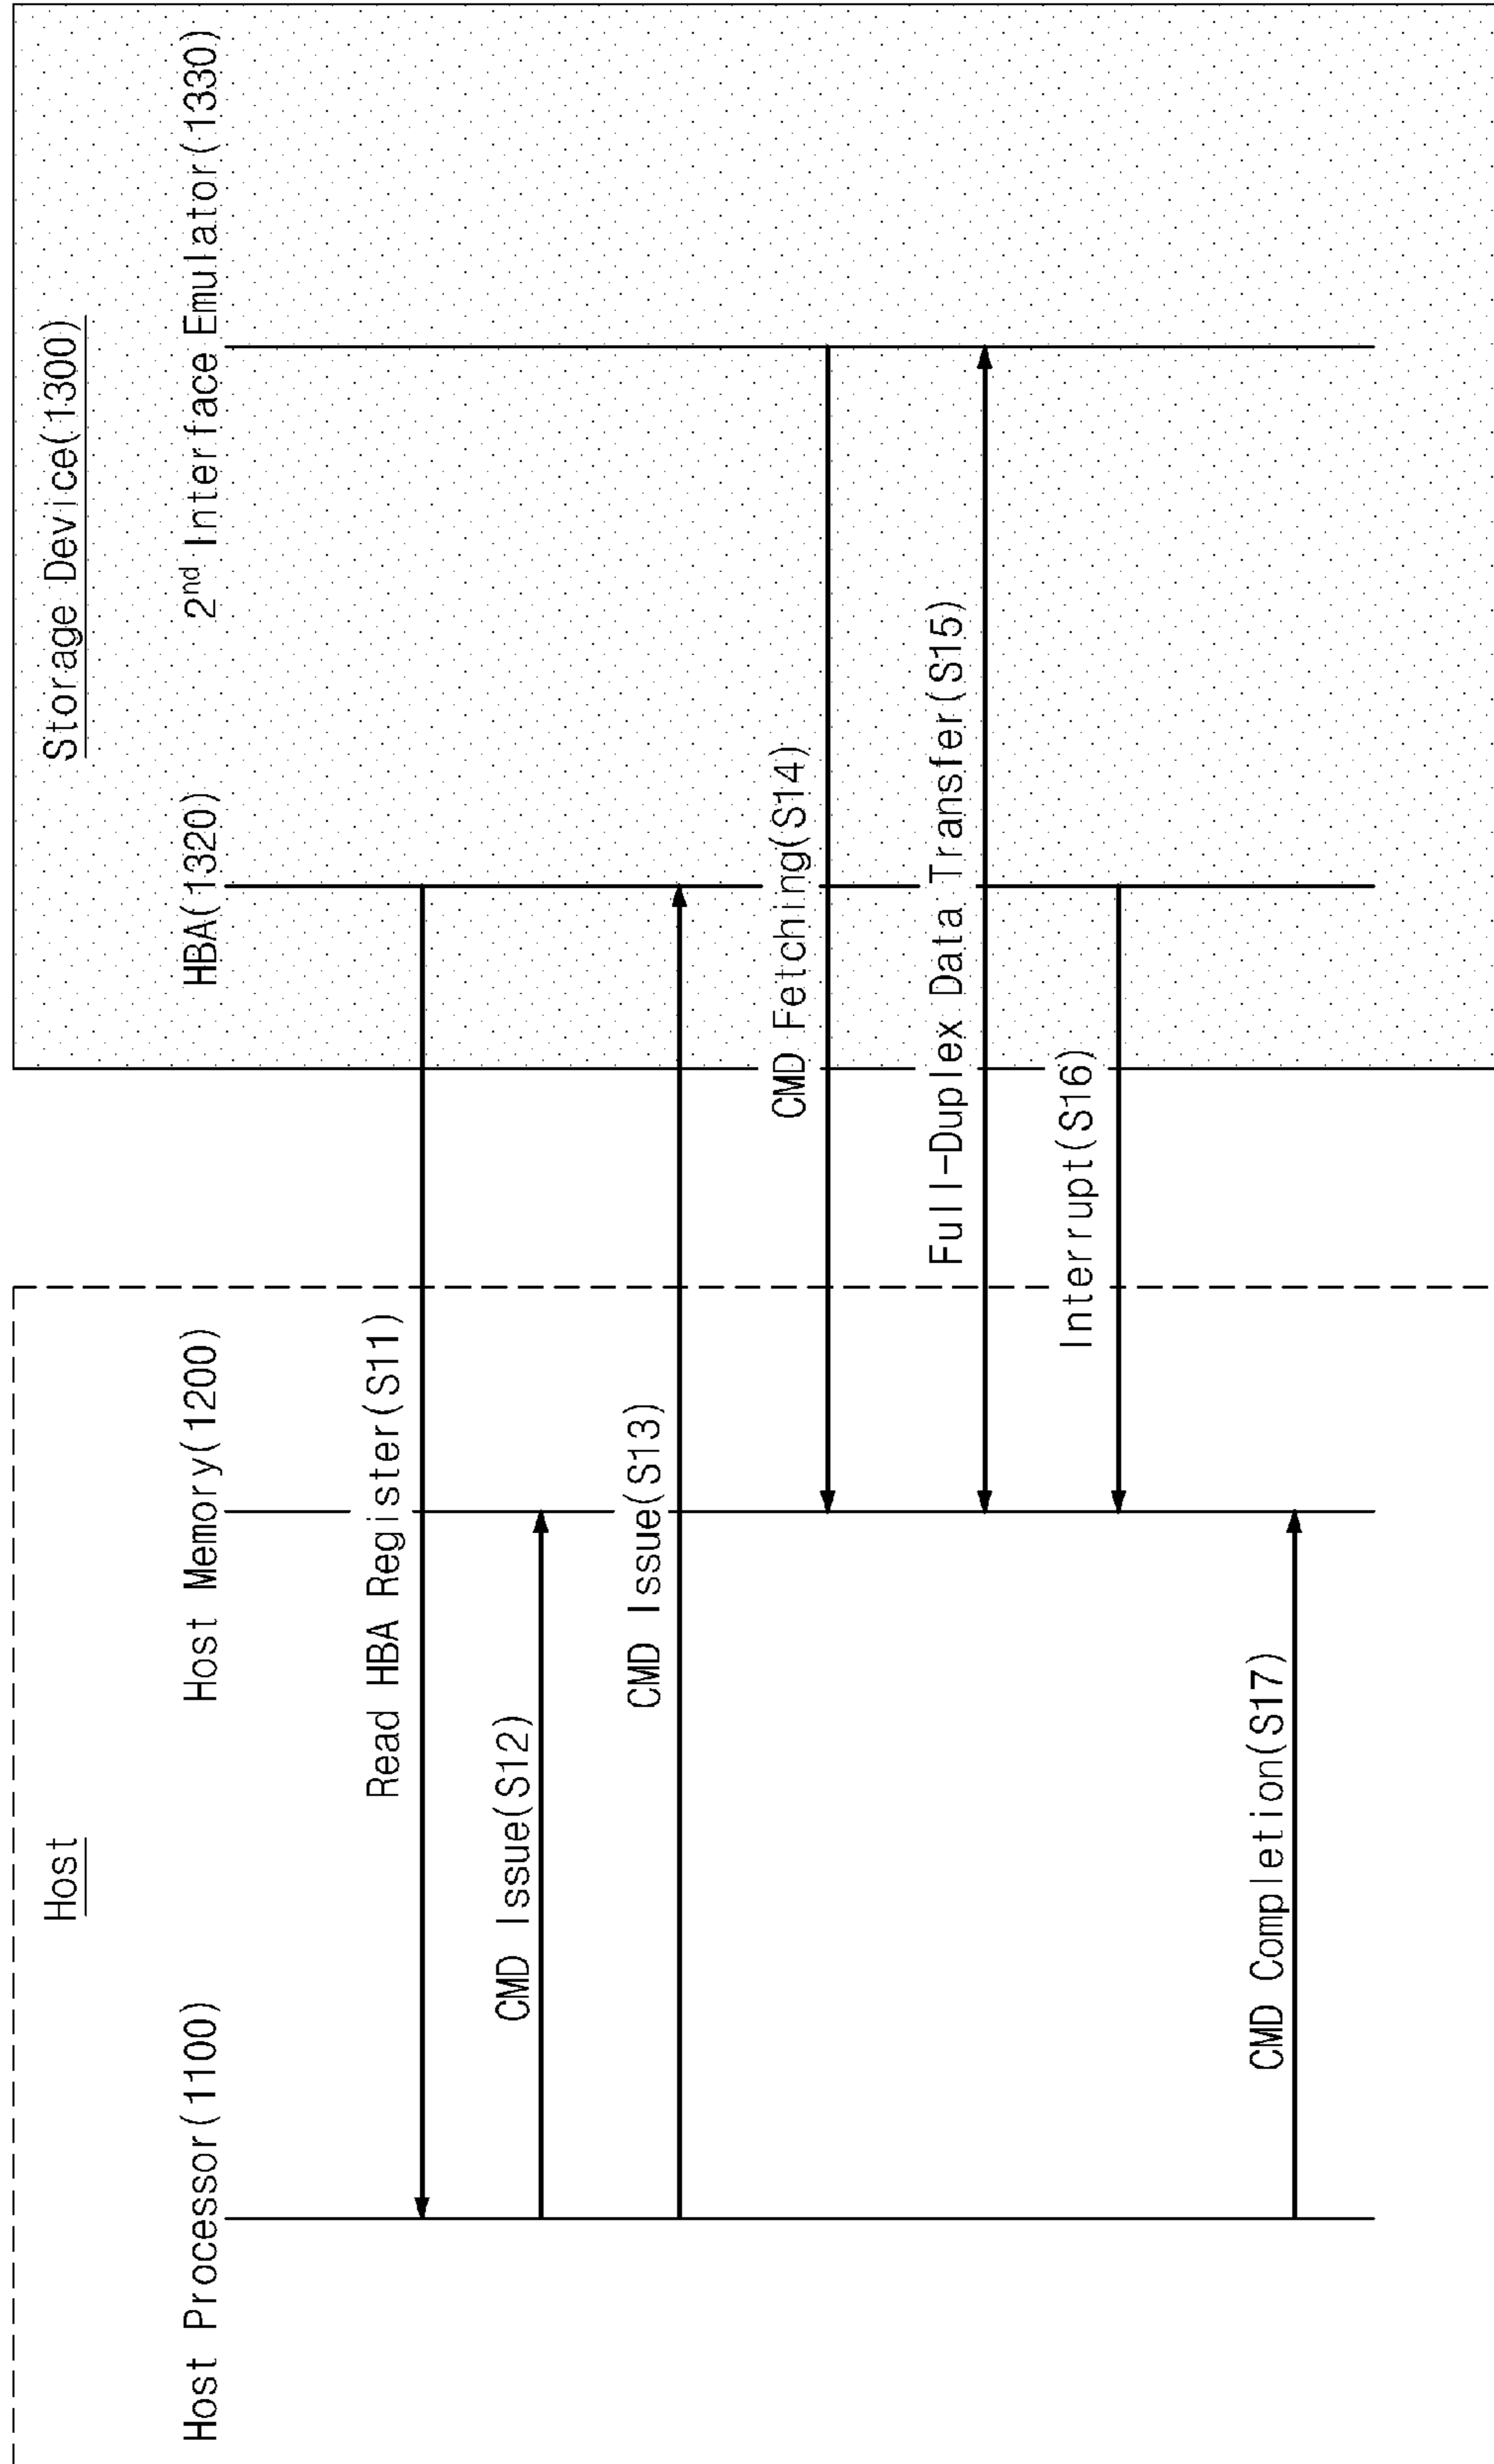 Host
Storage Device(1300)
Host Processor(1100)
Host Memory(1200)
HBA(1320)
2nd Interface Emulator(1330)
Read HBA Register(S11)
CMD Issue(S12)
CMD Issue(S13)
CMD Fetching(S14)
Full-Duplex Data Transfer(S15)
Interrupt(S16)
CMD Completion(S17)